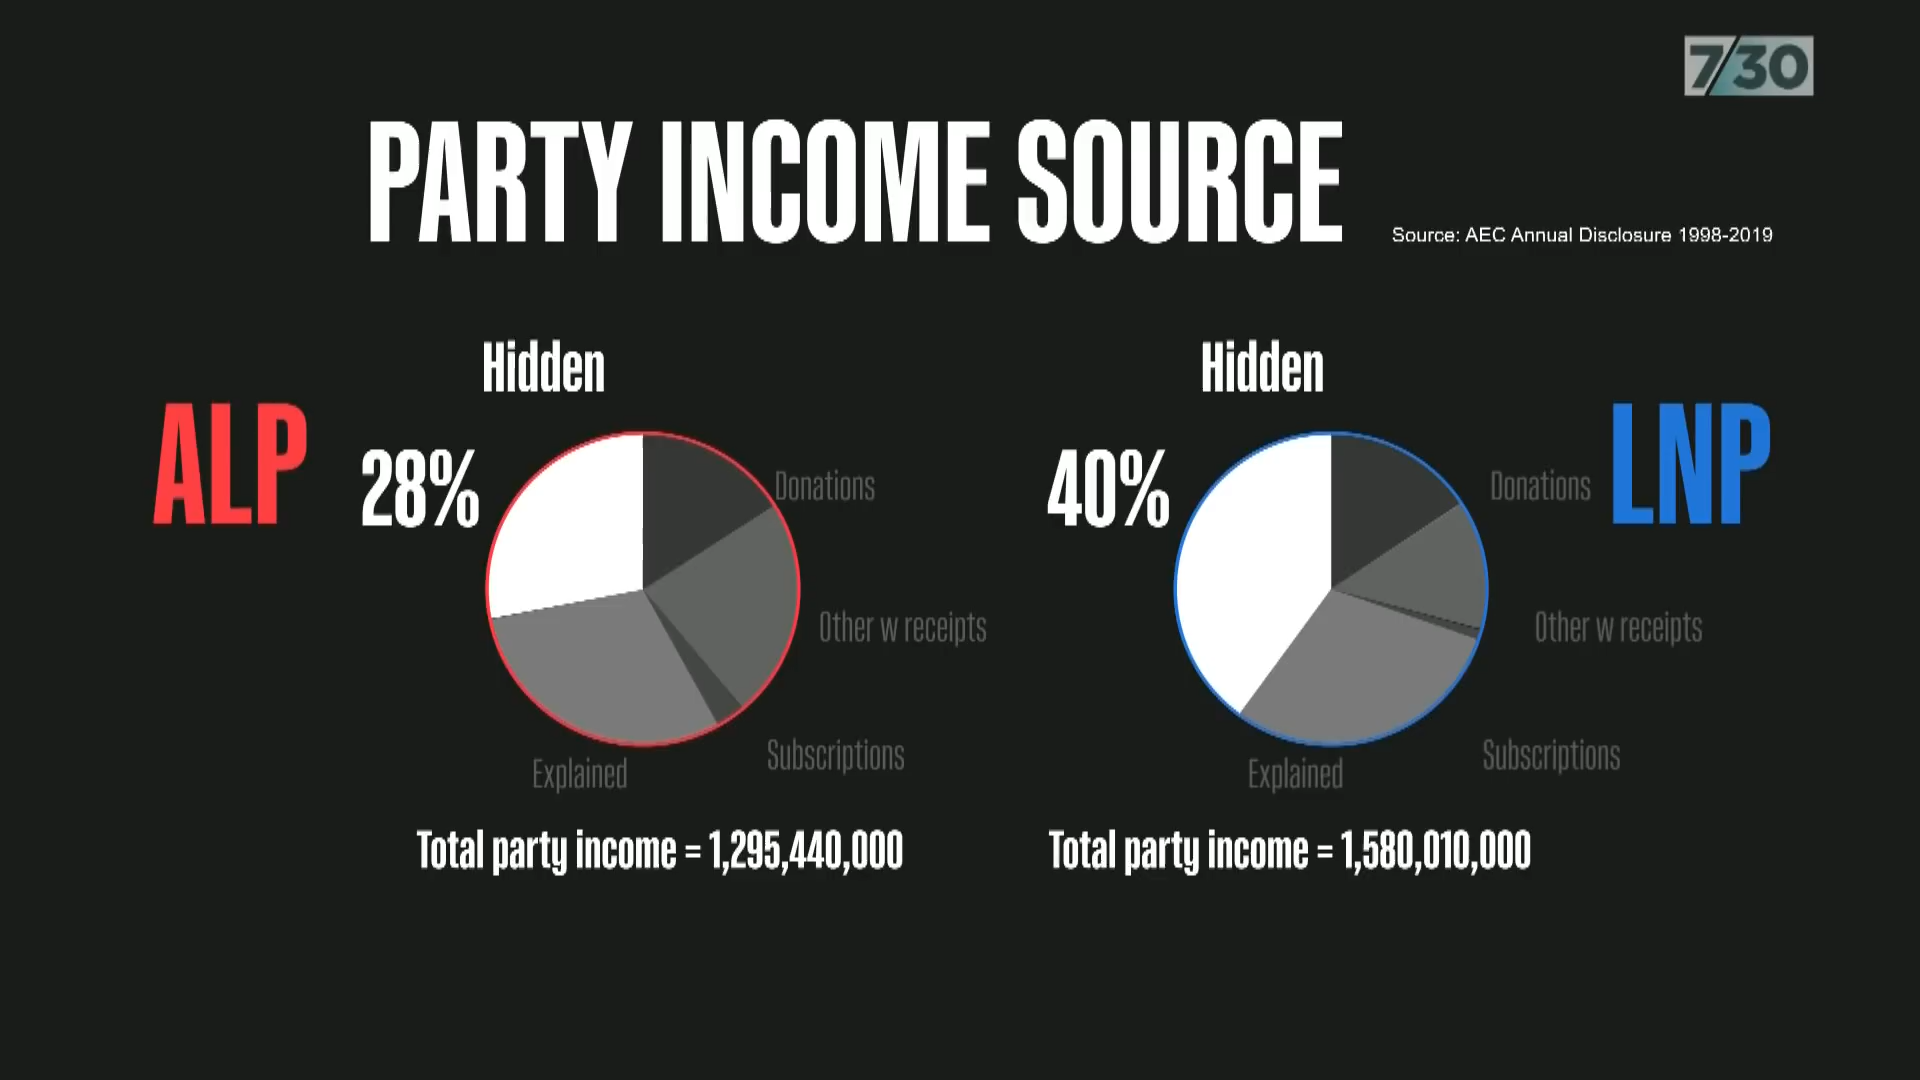 7/30
PARTY INCOME SOURCE
Source: AEC Annual Disclosure 1998-2019
ALP
Hidden
28%
Donations
Other w receipts
Subscriptions
Explained
Total party income = 1,295,440,000
Hidden
40%
Donations
LNP
Other w receipts
Subscriptions
Explained
Total party income = 1,580,010,000